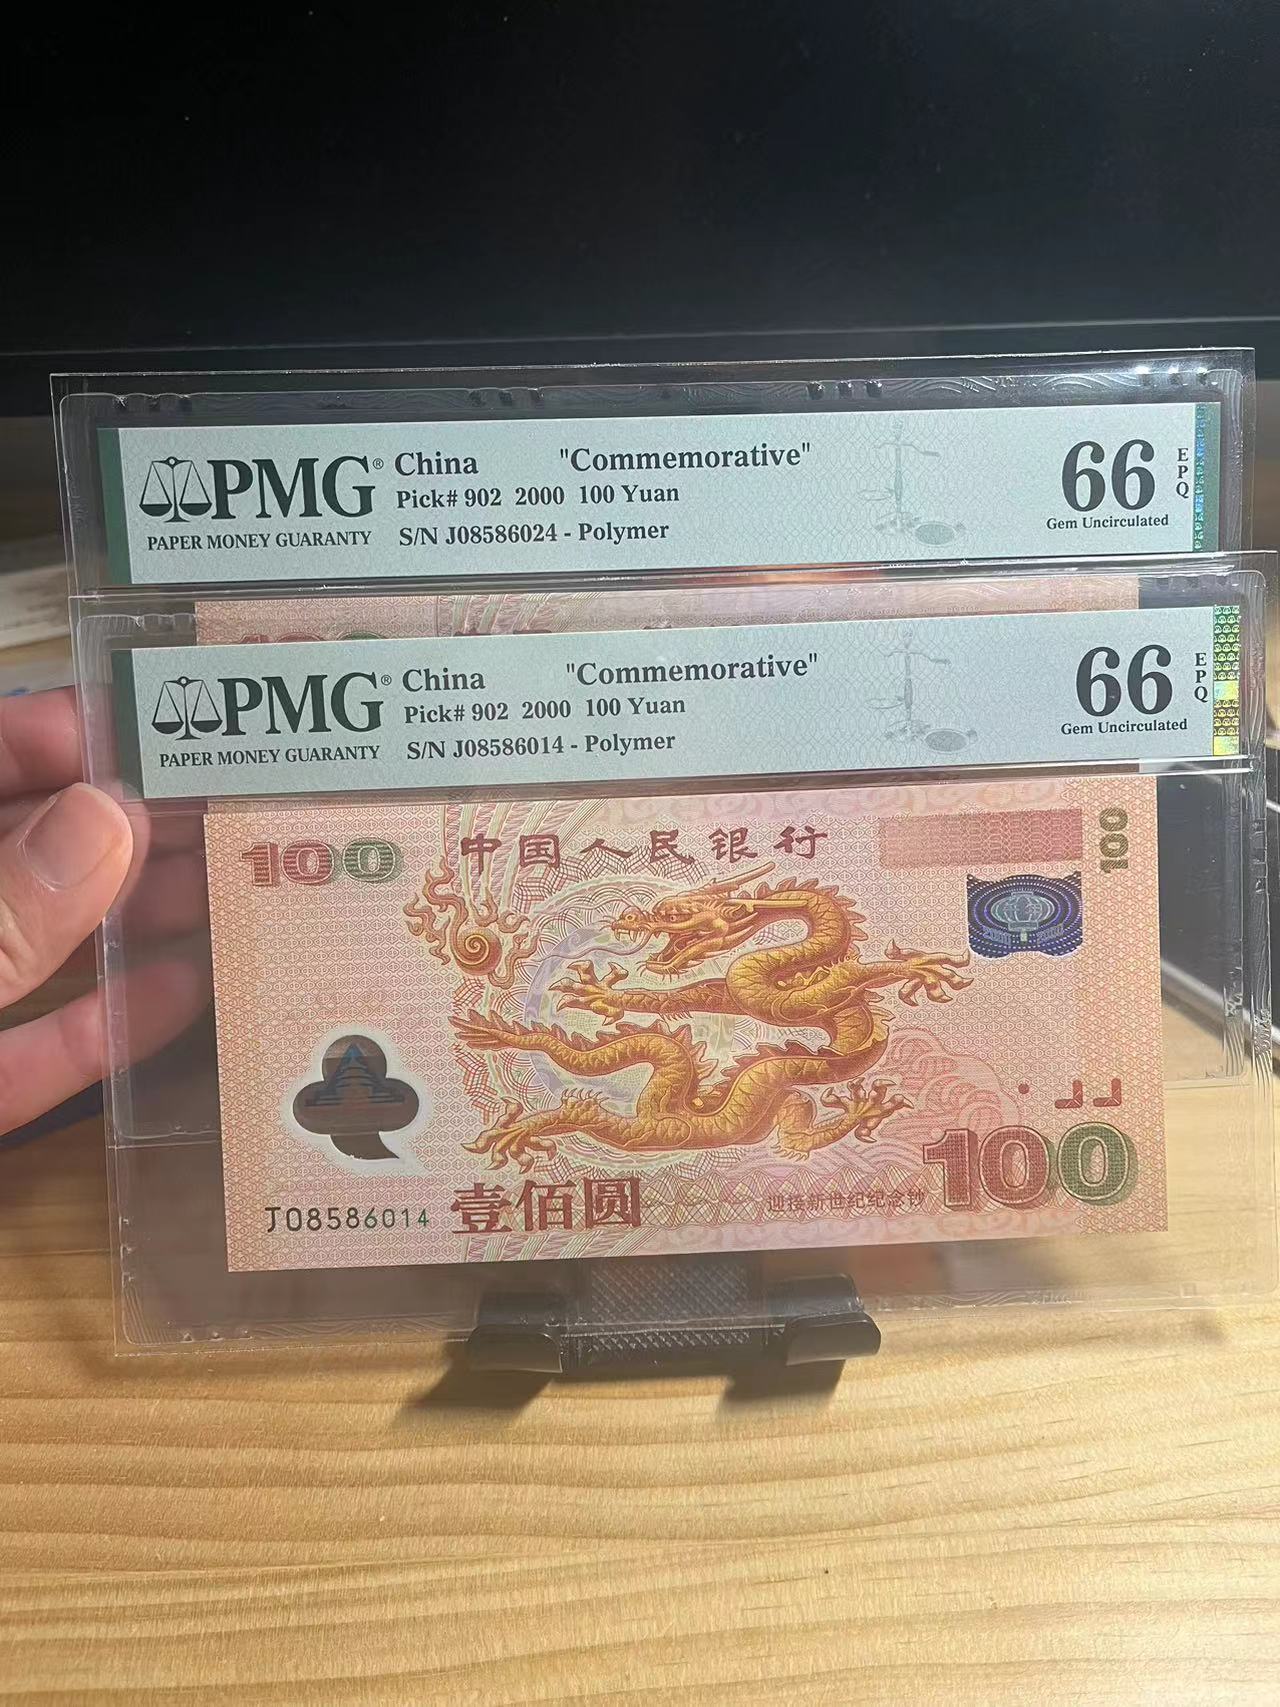 PMG® China "Commemorative" 66 EPQ
Pick# 902 2000 100 Yuan
Gem Uncirculated
PAPER MONEY GUARANTY S/N J08586024 - Polymer
PMG® China "Commemorative" 66 EPQ
Pick# 902 2000 100 Yuan
Gem Uncirculated
PAPER MONEY GUARANTY S/N J08586014 - Polymer
100 中国人民银行 100
100
J08586014 壹佰圆 迎接新世纪纪念钞